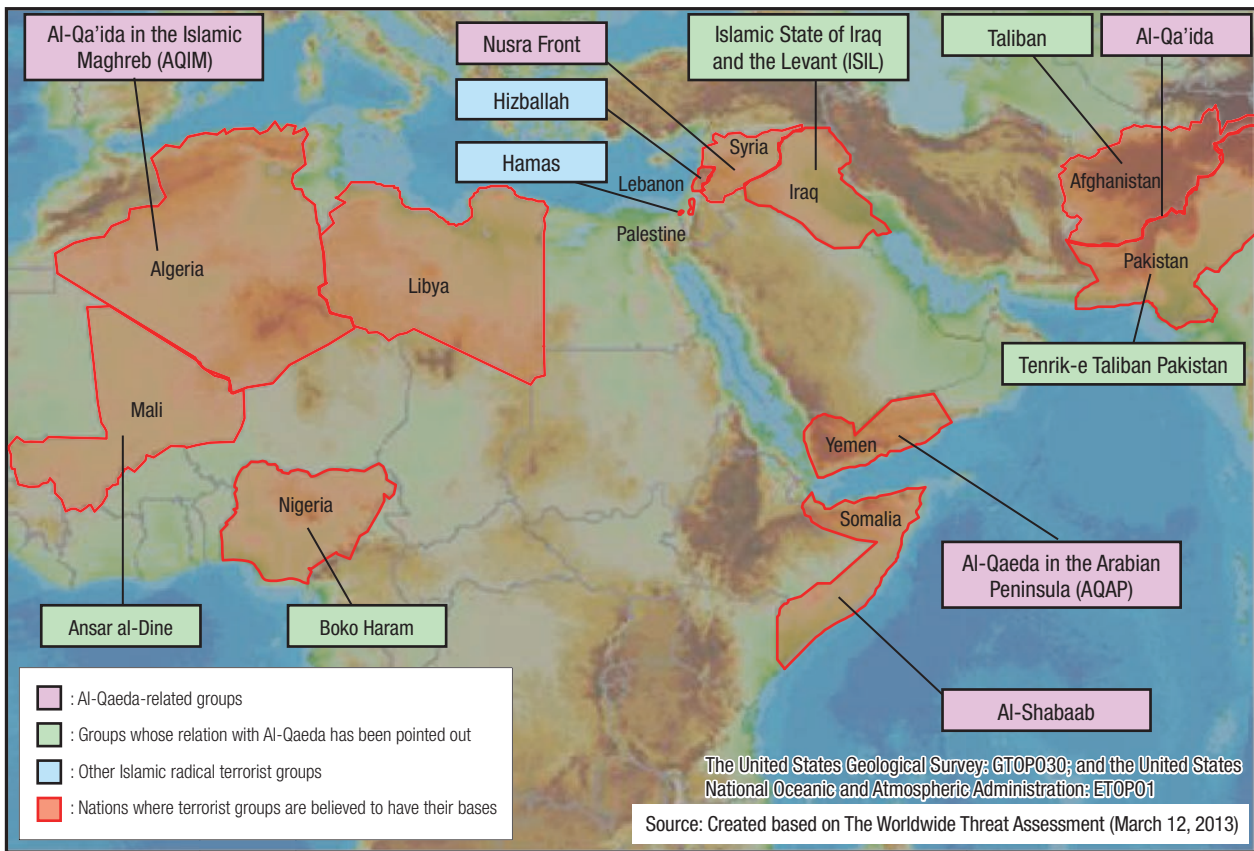 Al-Qa'ida in the Islamic
Maghreb (AQIM)
Nusra Front
Islamic State of Iraq
and the Levant (ISIL)
Taliban
Al-Qa'ida
Hizballah
Hamas
Syria
Lebanon
Iraq
Afghanistan
Palestine
Pakistan
Algeria
Libya
Tenrik-e Taliban Pakistan
Mali
Yemen
Nigeria
Somalia
Al-Qaeda in the Arabian
Peninsula (AQAP)
Ansar al-Dine
Boko Haram
Al-Shabaab
: Al-Qaeda-related groups
: Groups whose relation with Al-Qaeda has been pointed out
: Other Islamic radical terrorist groups
: Nations where terrorist groups are believed to have their bases
The United States Geological Survey: GTOPO30; and the United States
National Oceanic and Atmospheric Administration: ETOPO1
Source: Created based on The Worldwide Threat Assessment (March 12, 2013)